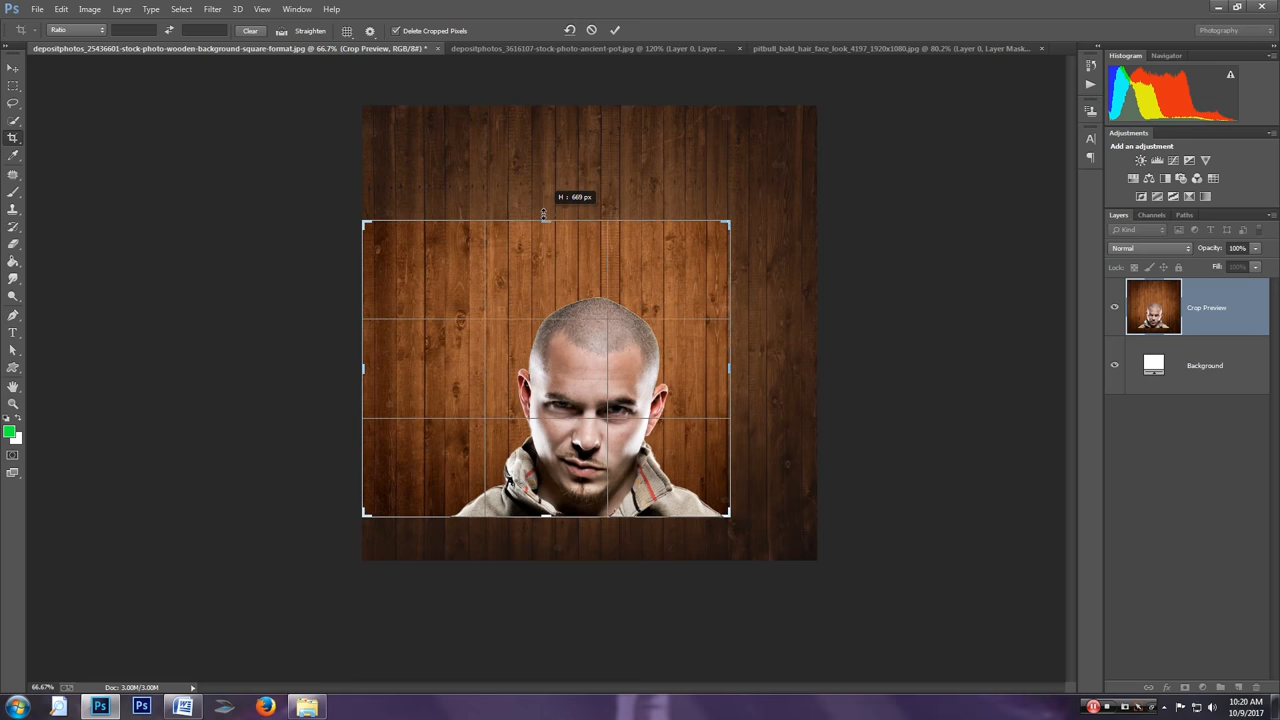 Ps File Edit Image Layer Type Select Filter 3D View Window Help
Ratio Clear Straighten Delete Cropped Pixels Photography
depositphotos_25436601-stock-photo-wooden-background-square-format.jpg @ 66.7% (Crop Preview, RGB/8#) * × depositphotos_3616107-stock-photo-ancient-pot.jpg @ 120% (Layer 0, Layer ... × pitbull_bald_hair_face_look_4197_1920x1080.jpg @ 80.2% (Layer 0, Layer Mask... ×
Histogram Navigator
Adjustments
Add an adjustment
H : 669 px
Layers Channels Paths
Kind
Normal Opacity: 100%
Lock: Fill: 100%
Crop Preview
Background
66.67% Doc: 3.00M/3.00M
Ps Ps W
10:20 AM
10/9/2017